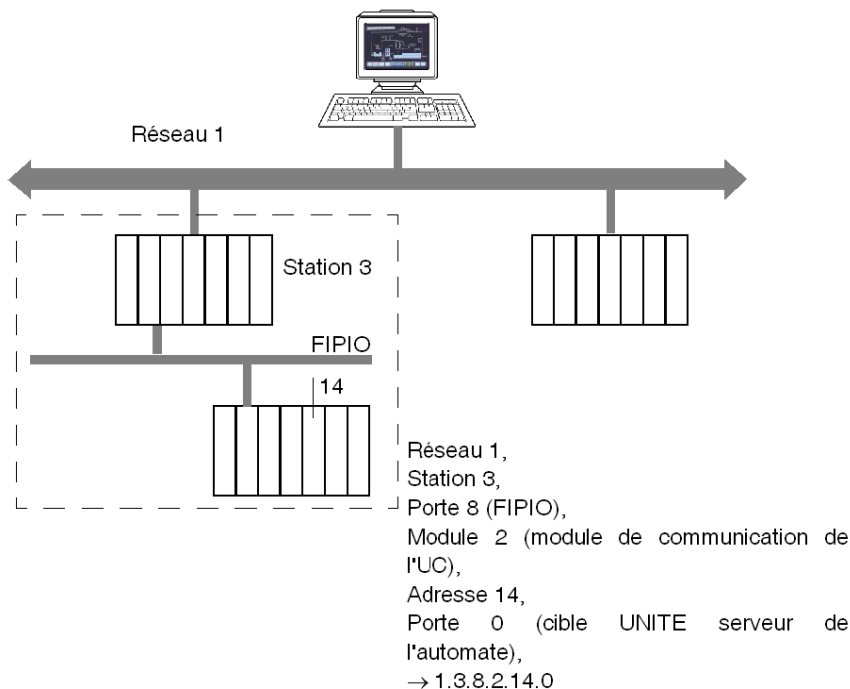 Réseau 1
Station 3
FIPIO
14
Réseau 1,
Station 3,
Porte 8 (FIPIO),
Module 2 (module de communication de
l'UC),
Adresse 14,
Porte 0 (cible UNITE serveur de
l'automate),
→ 1.3.8.2.14.0